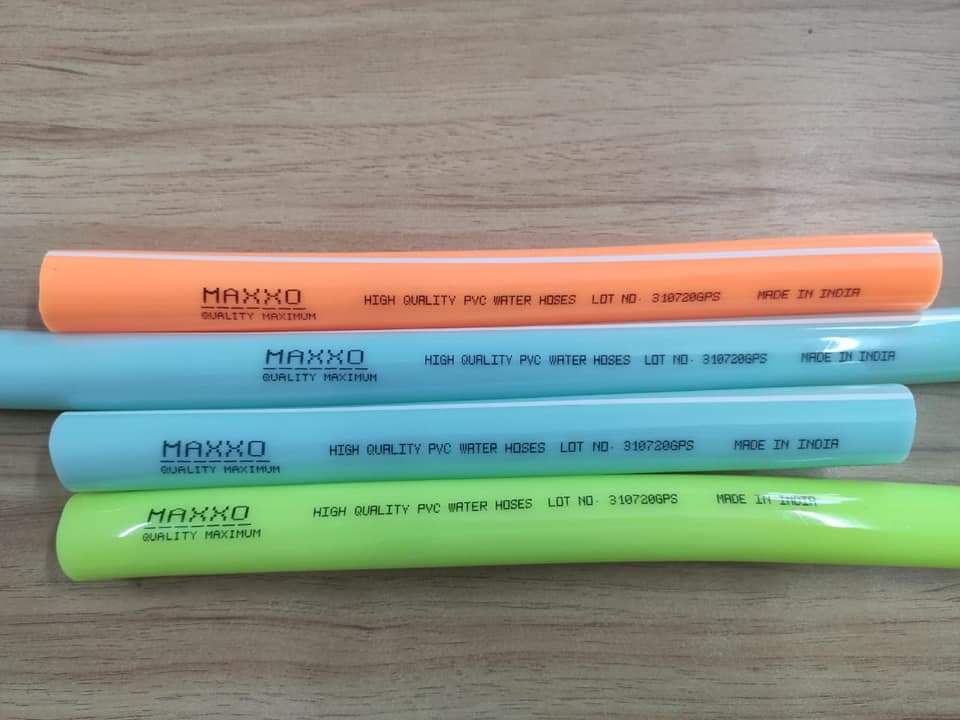 MAXXO HIGH QUALITY PVC WATER HOSES LOT NO. 310720GPS MADE IN INDIA
QUALITY MAXIMUM
MAXXO HIGH QUALITY PVC WATER HOSES LOT NO. 310720GPS MADE IN INDIA
QUALITY MAXIMUM
MAXXO HIGH QUALITY PVC WATER HOSES LOT NO. 310720GPS MADE IN INDIA
QUALITY MAXIMUM
MAXXO HIGH QUALITY PVC WATER HOSES LOT NO. 310720GPS MADE IN INDIA
QUALITY MAXIMUM